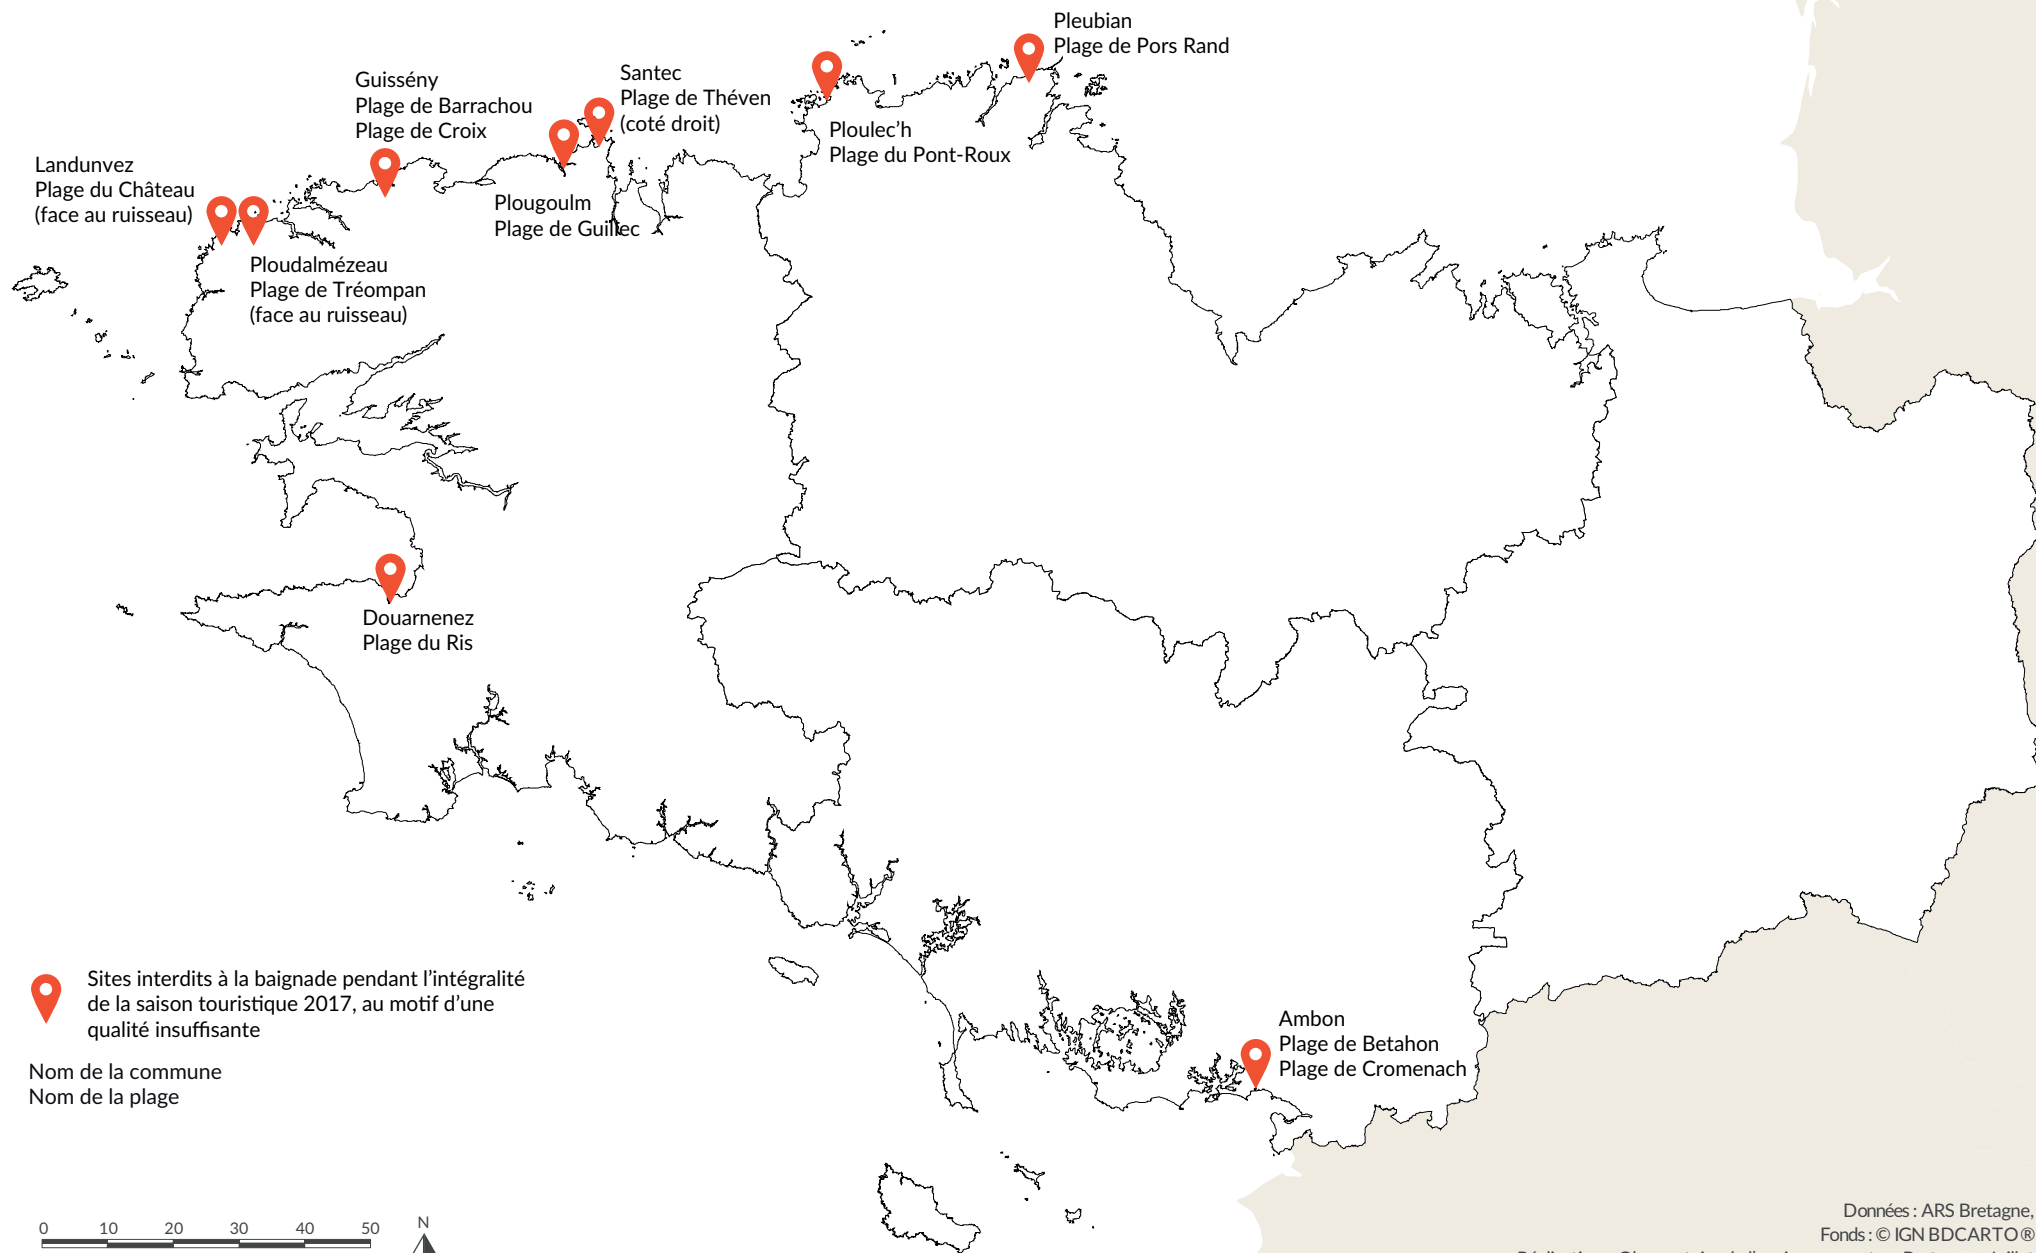 Pleubian
Plage de Pors Rand
Guissény
Plage de Barrachou
Plage de Croix
Santec
Plage de Théven
(coté droit)
Ploulec’h
Plage du Pont-Roux
Landunvez
Plage du Château
(face au ruisseau)
Plougoulm
Plage de Guillec
Ploudalmézeau
Plage de Tréompan
(face au ruisseau)
Douarnenez
Plage du Ris
Sites interdits à la baignade pendant l’intégralité
de la saison touristique 2017, au motif d’une
qualité insuffisante
Nom de la commune
Nom de la plage
Ambon
Plage de Betahon
Plage de Cromenach
0 10 20 30 40 50
N
Données : ARS Bretagne,
Fonds : © IGN BDCARTO®